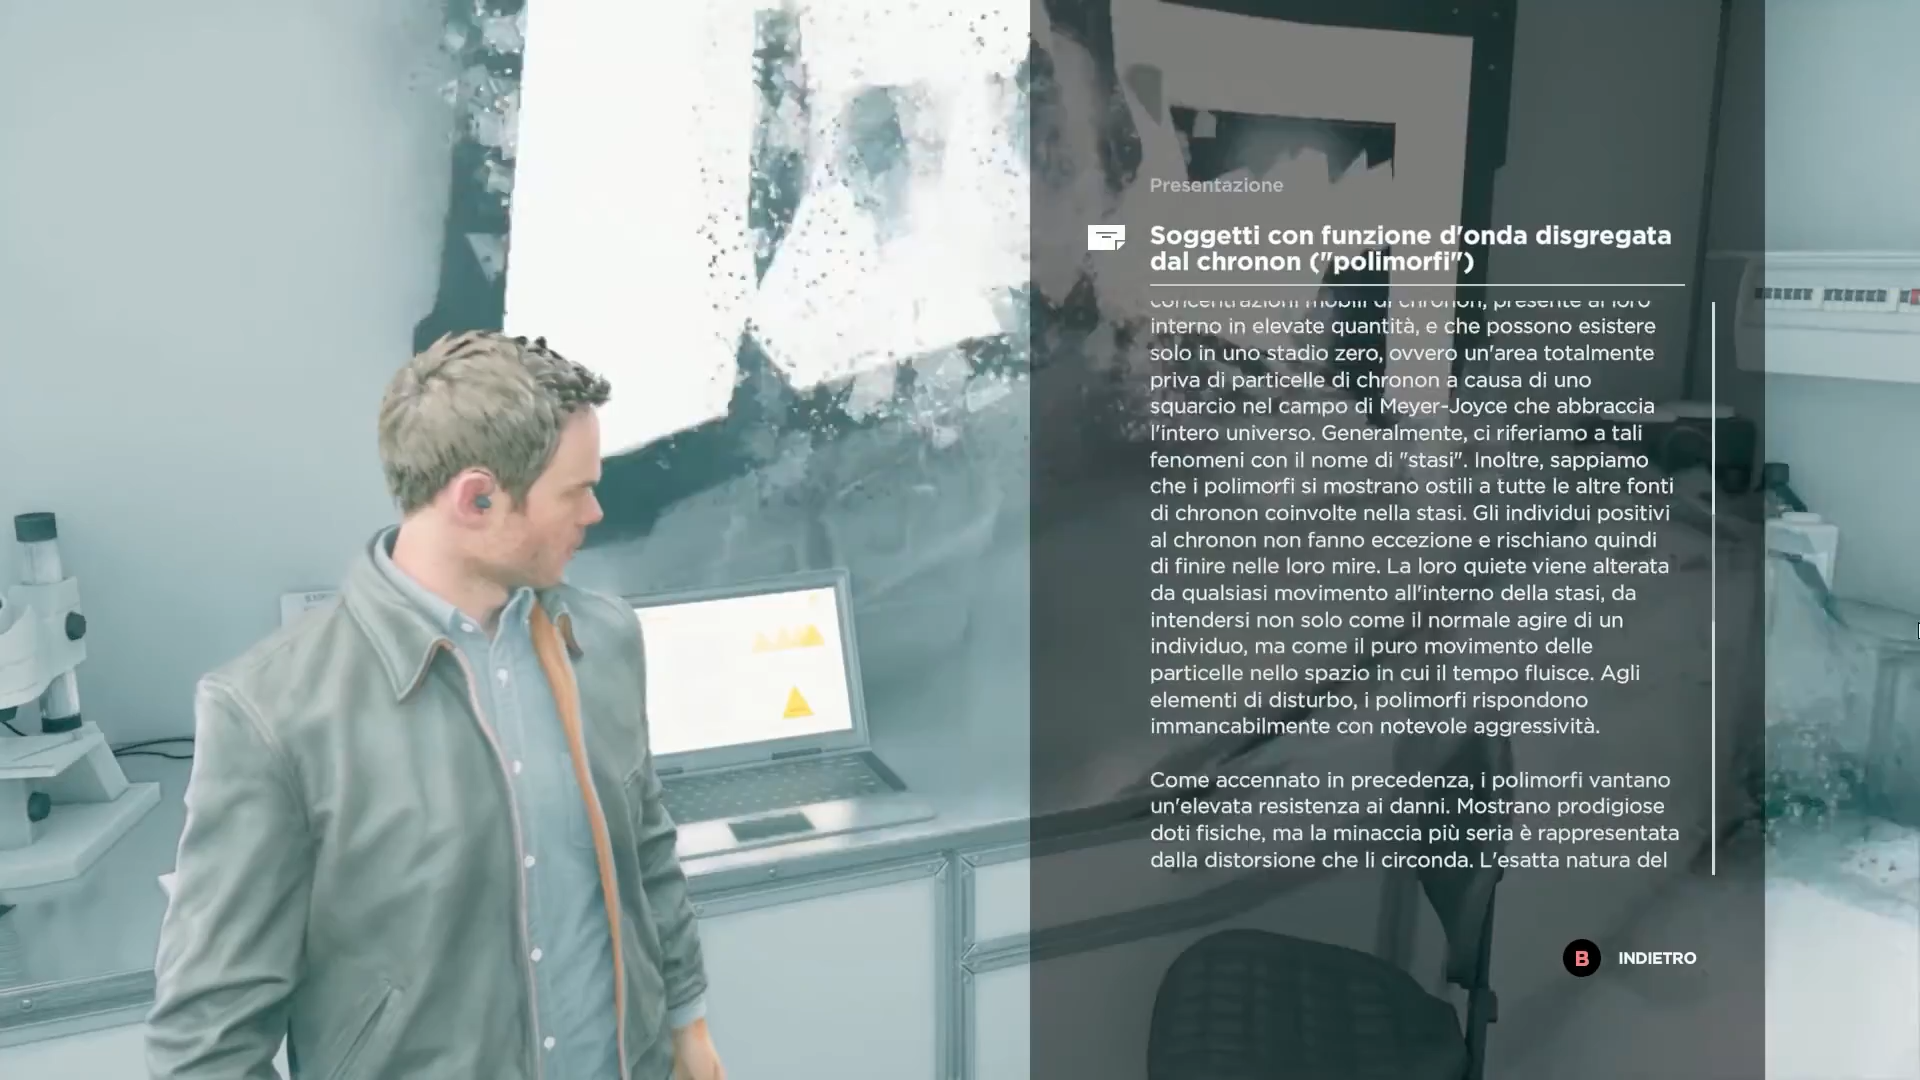 Presentazione
Soggetti con funzione d'onda disgregata
dal chronon ("polimorfi")
concentrazioni mobili di chronon, presente al loro
interno in elevate quantità, e che possono esistere
solo in uno stadio zero, ovvero un'area totalmente
priva di particelle di chronon a causa di uno
squarcio nel campo di Meyer-Joyce che abbraccia
l'intero universo. Generalmente, ci riferiamo a tali
fenomeni con il nome di "stasi". Inoltre, sappiamo
che i polimorfi si mostrano ostili a tutte le altre fonti
di chronon coinvolte nella stasi. Gli individui positivi
al chronon non fanno eccezione e rischiano quindi
di finire nelle loro mire. La loro quiete viene alterata
da qualsiasi movimento all'interno della stasi, da
intendersi non solo come il normale agire di un
individuo, ma come il puro movimento delle
particelle nello spazio in cui il tempo fluisce. Agli
elementi di disturbo, i polimorfi rispondono
immancabilmente con notevole aggressività.
Come accennato in precedenza, i polimorfi vantano
un'elevata resistenza ai danni. Mostrano prodigiose
doti fisiche, ma la minaccia più seria è rappresentata
dalla distorsione che li circonda. L'esatta natura del
B INDIETRO